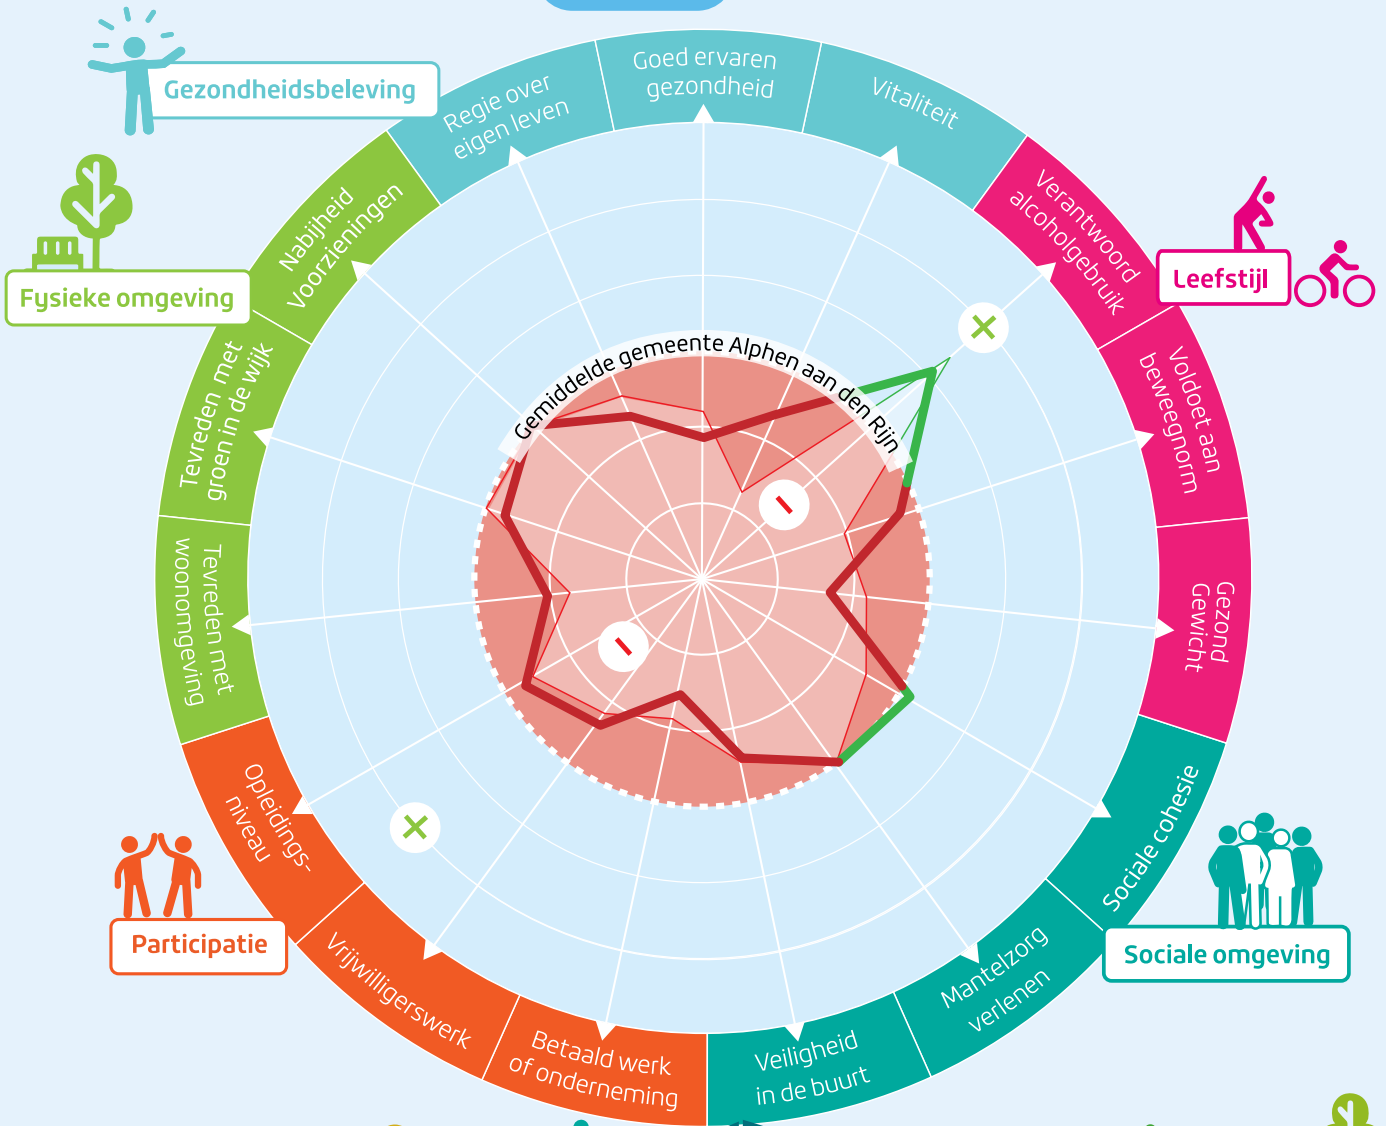 Gezondheidsbeleving
Regie over
eigen leven
Goed ervaren
gezondheid
Vitaliteit
Verantwoord
alcoholgebruik
Leefstijl
Voldoet aan
beweegnorm
Gezond
Gewicht
Sociale cohesie
Sociale omgeving
Mantelzorg
verlenen
Veiligheid
in de buurt
Betaald werk
of onderneming
Vrijwilligerswerk
Participatie
Opleidings-
niveau
Tevreden met
woonomgeving
Tevreden met
groen in de wijk
Fysieke omgeving
Nabijheid
Voorzieningen
Gemiddelde gemeente Alphen aan den Rijn